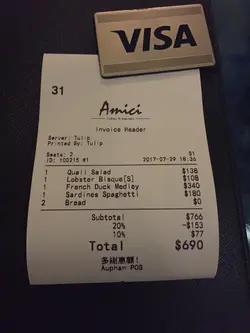 VISA
31
Amici
Invoice Header
Server: Tulip
Printed By: Tulip
Seats: 2 S1
ID: 100215 #1 2017-07-29 18:36
1 Quail Salad $138
1 Lobster Bisque[S] $108
1 French Duck Medley $340
1 Sardines Spaghetti $180
2 Bread $0
Subtotal $766
20% -$153
10% $77
Total $690
多謝惠顧!
Auphan POS